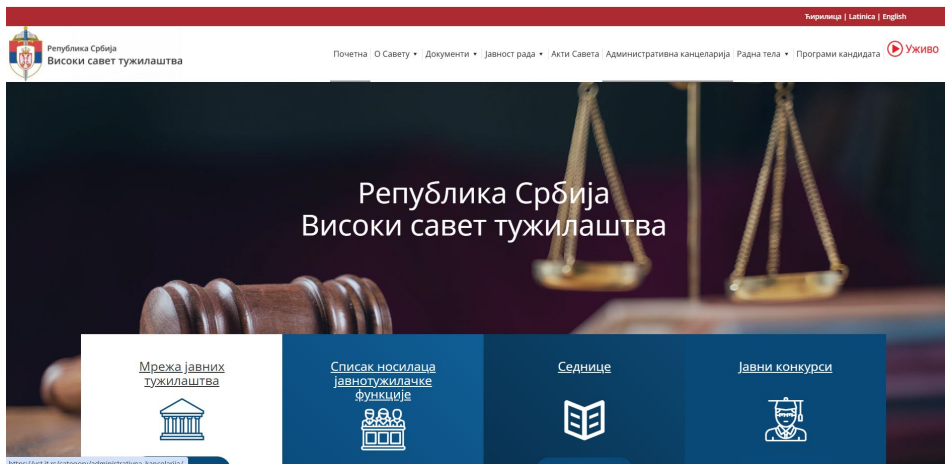 Ћирилица | Latinica | English
Република Србија
Високи савет тужилаштва
Почетна О Савету Документи Јавност рада Акти Савета Административна канцеларија Радна тела Програми кандидата Уживо
Република Србија
Високи савет тужилаштва
Мрежа јавних
тужилаштва
Списак носилаца
јавнотужилачке
функције
Седнице
Јавни конкурси